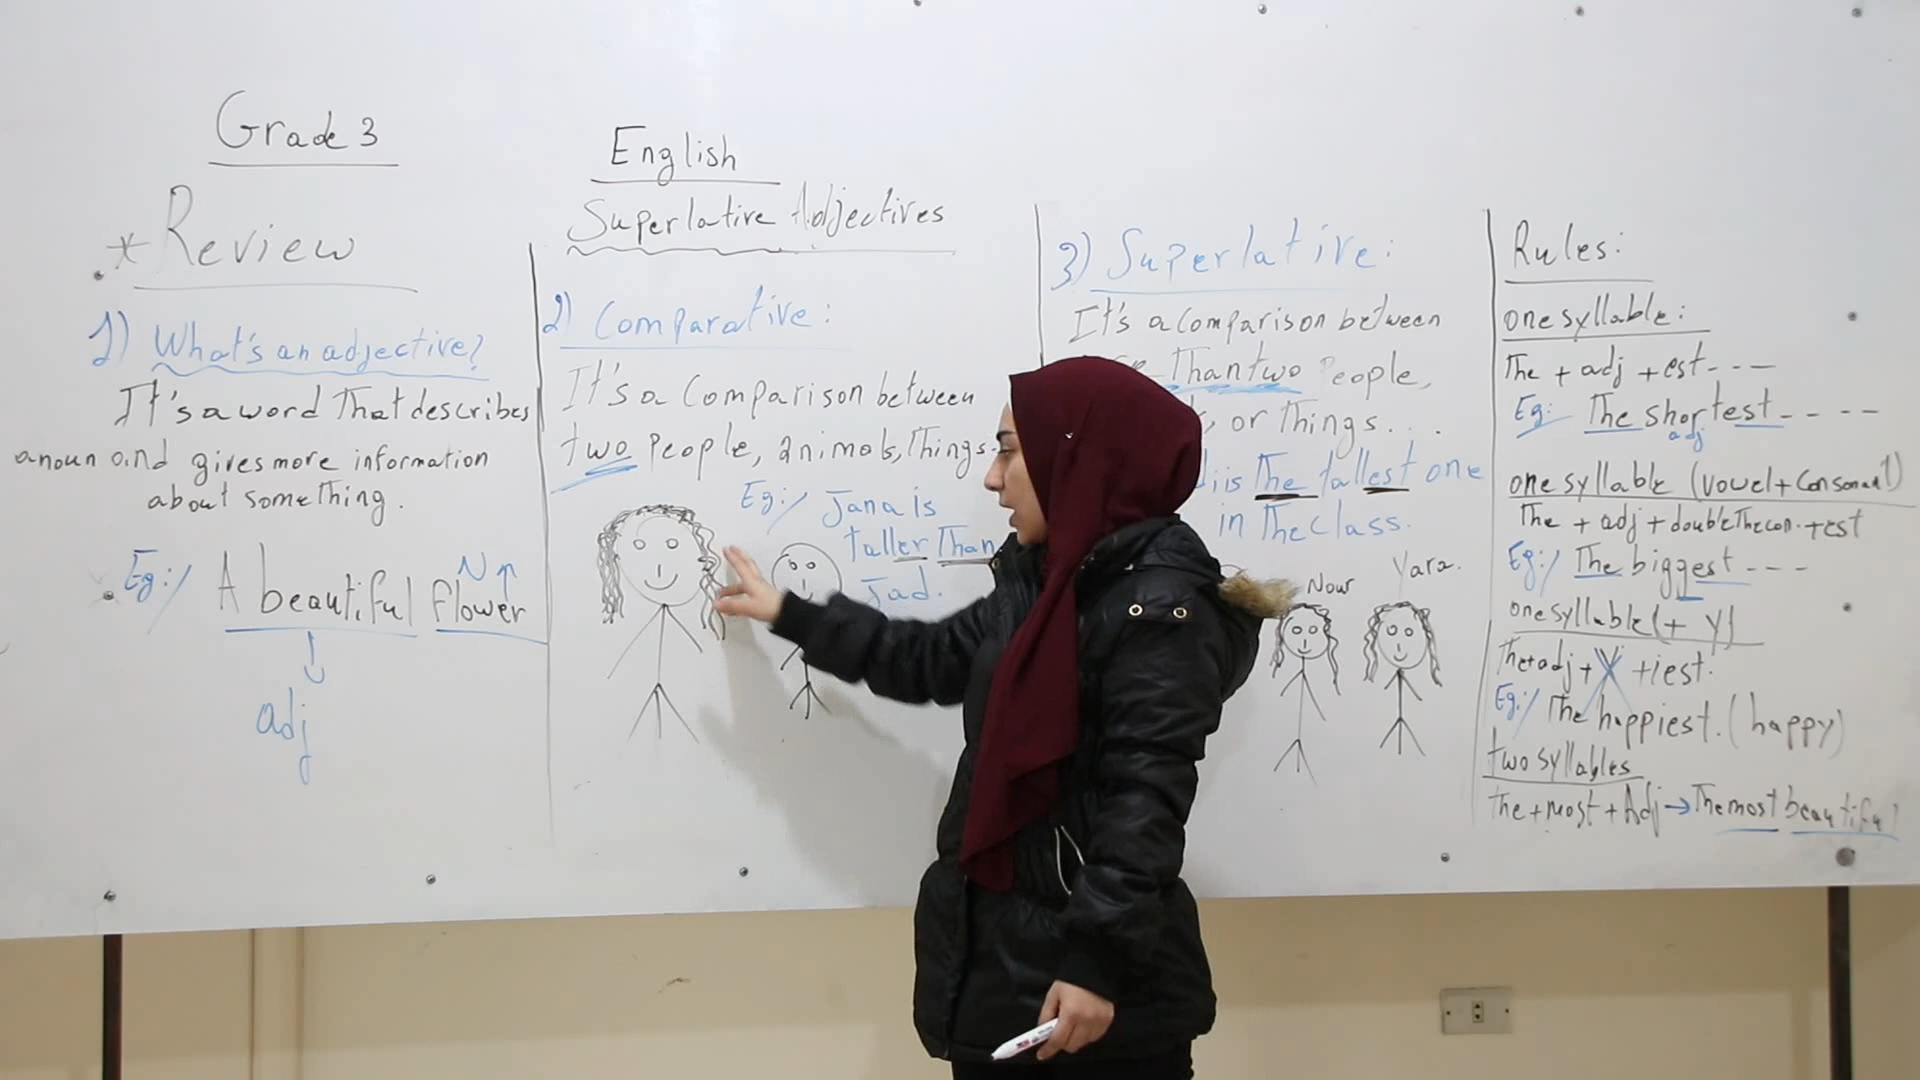 Grade 3
English
Superlative Adjectives
* Review
1) What's an adjective?
It's a word That describes
a noun and gives more information
about something.
Eg:/ A beautiful flower
N
adj
2) Comparative:
It's a Comparison between
two People, animals, Things.
Eg:/ Jana is
taller Than
Jad.
3) Superlative:
It's a Comparison between
Than two People,
, or Things...
is The tallest one
in The class.
Nour
Yara.
Rules:
one syllable:
The + adj + est - - -
Eg: The shortest - - - -
adj
one syllable (vowel + Consonant)
The + adj + double The con. + est
Eg:/ The biggest - - -
one syllable (+ y)
The + adj + y + iest.
Eg:/ The happiest. (happy)
two syllables
The + most + Adj → The most beautiful